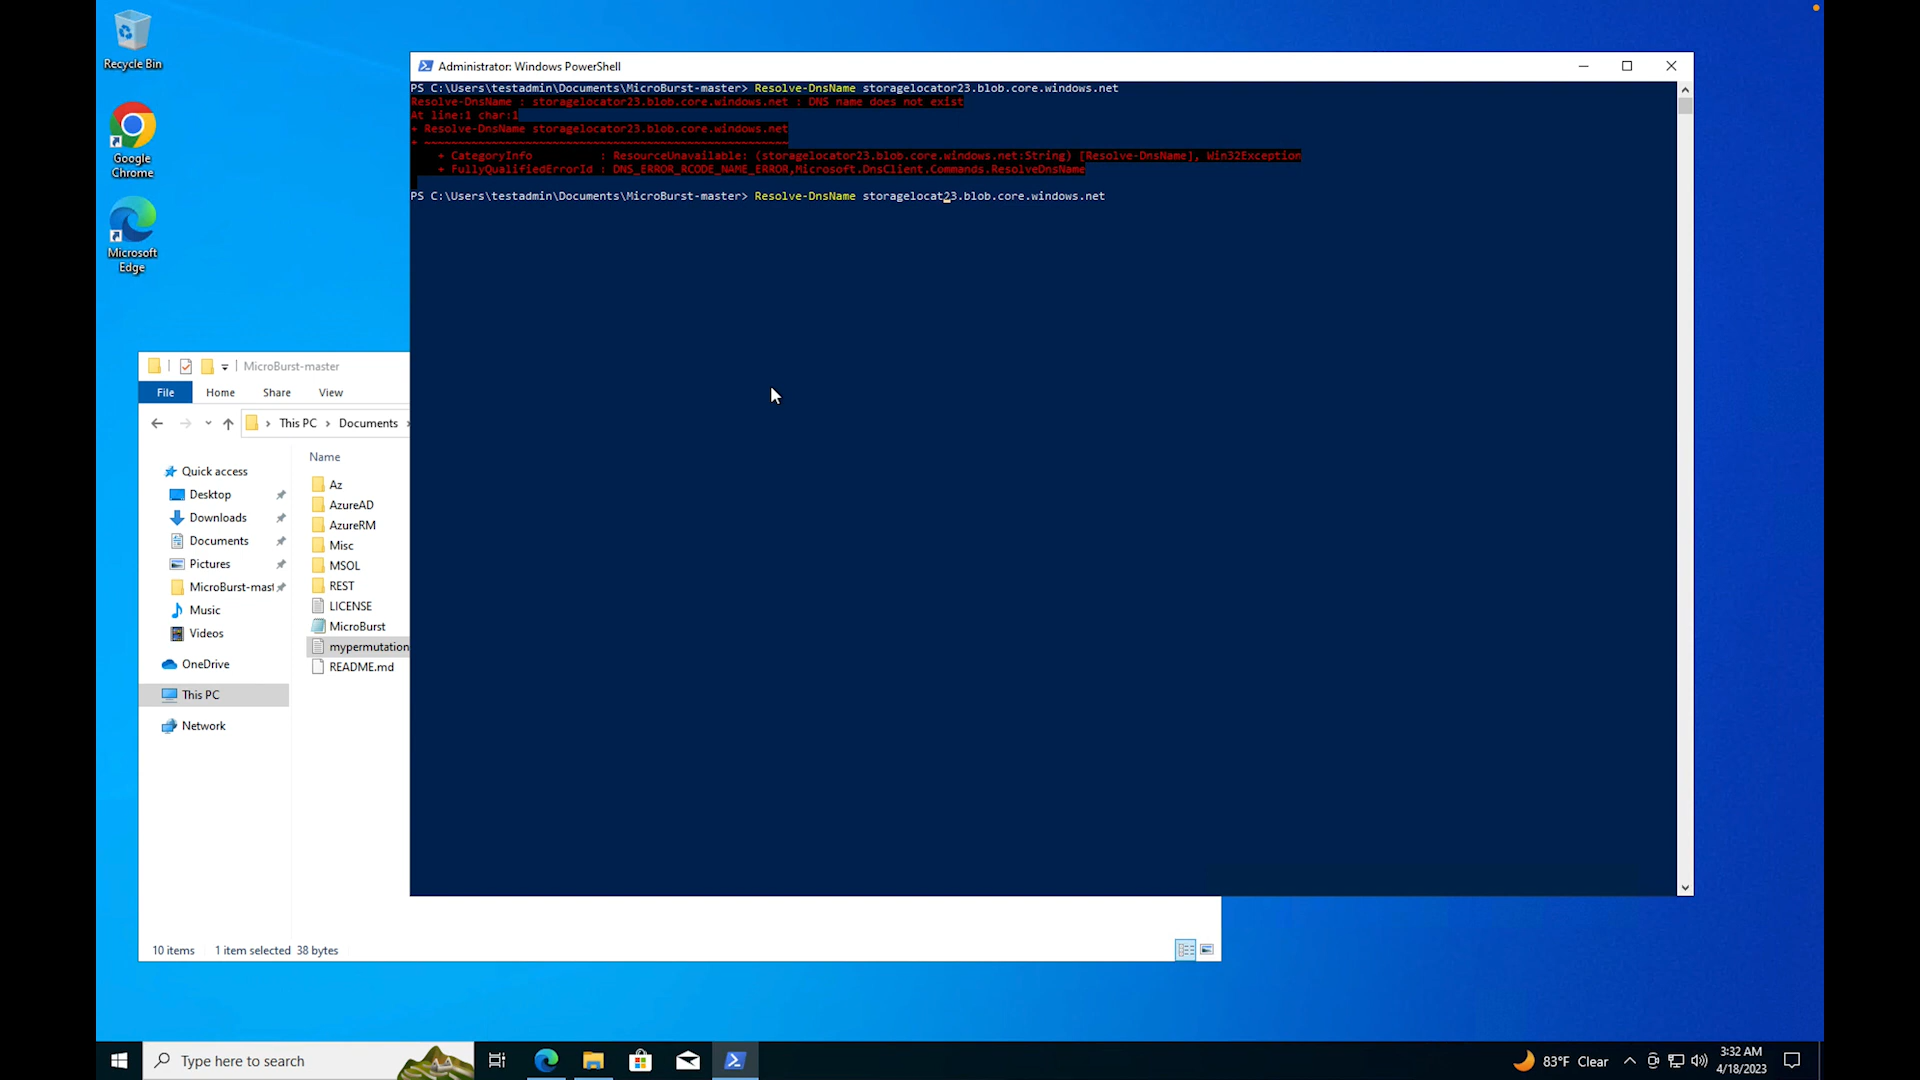 Recycle Bin
Google
Chrome
Microsoft
Edge
Administrator: Windows PowerShell
PS C:\Users\testadmin\Documents\MicroBurst-master> Resolve-DnsName storagelocator23.blob.core.windows.net
Resolve-DnsName : storagelocator23.blob.core.windows.net : DNS name does not exist
At line:1 char:1
+ Resolve-DnsName storagelocator23.blob.core.windows.net
+ ~~~~~~~~~~~~~~~~~~~~~~~~~~~~~~~~~~~~~~~~~~~~~~~~~~~~~~
+ CategoryInfo : ResourceUnavailable: (storagelocator23.blob.core.windows.net:String) [Resolve-DnsName], Win32Exception
+ FullyQualifiedErrorId : DNS_ERROR_RCODE_NAME_ERROR,Microsoft.DnsClient.Commands.ResolveDnsName
PS C:\Users\testadmin\Documents\MicroBurst-master> Resolve-DnsName storagelocat23.blob.core.windows.net
MicroBurst-master
File Home Share View
This PC > Documents >
Name
Quick access
Desktop
Downloads
Documents
Pictures
MicroBurst-mast
Music
Videos
OneDrive
This PC
Network
Az
AzureAD
AzureRM
Misc
MSOL
REST
LICENSE
MicroBurst
mypermutation
README.md
10 items 1 item selected 38 bytes
Type here to search
83°F Clear
3:32 AM
4/18/2023